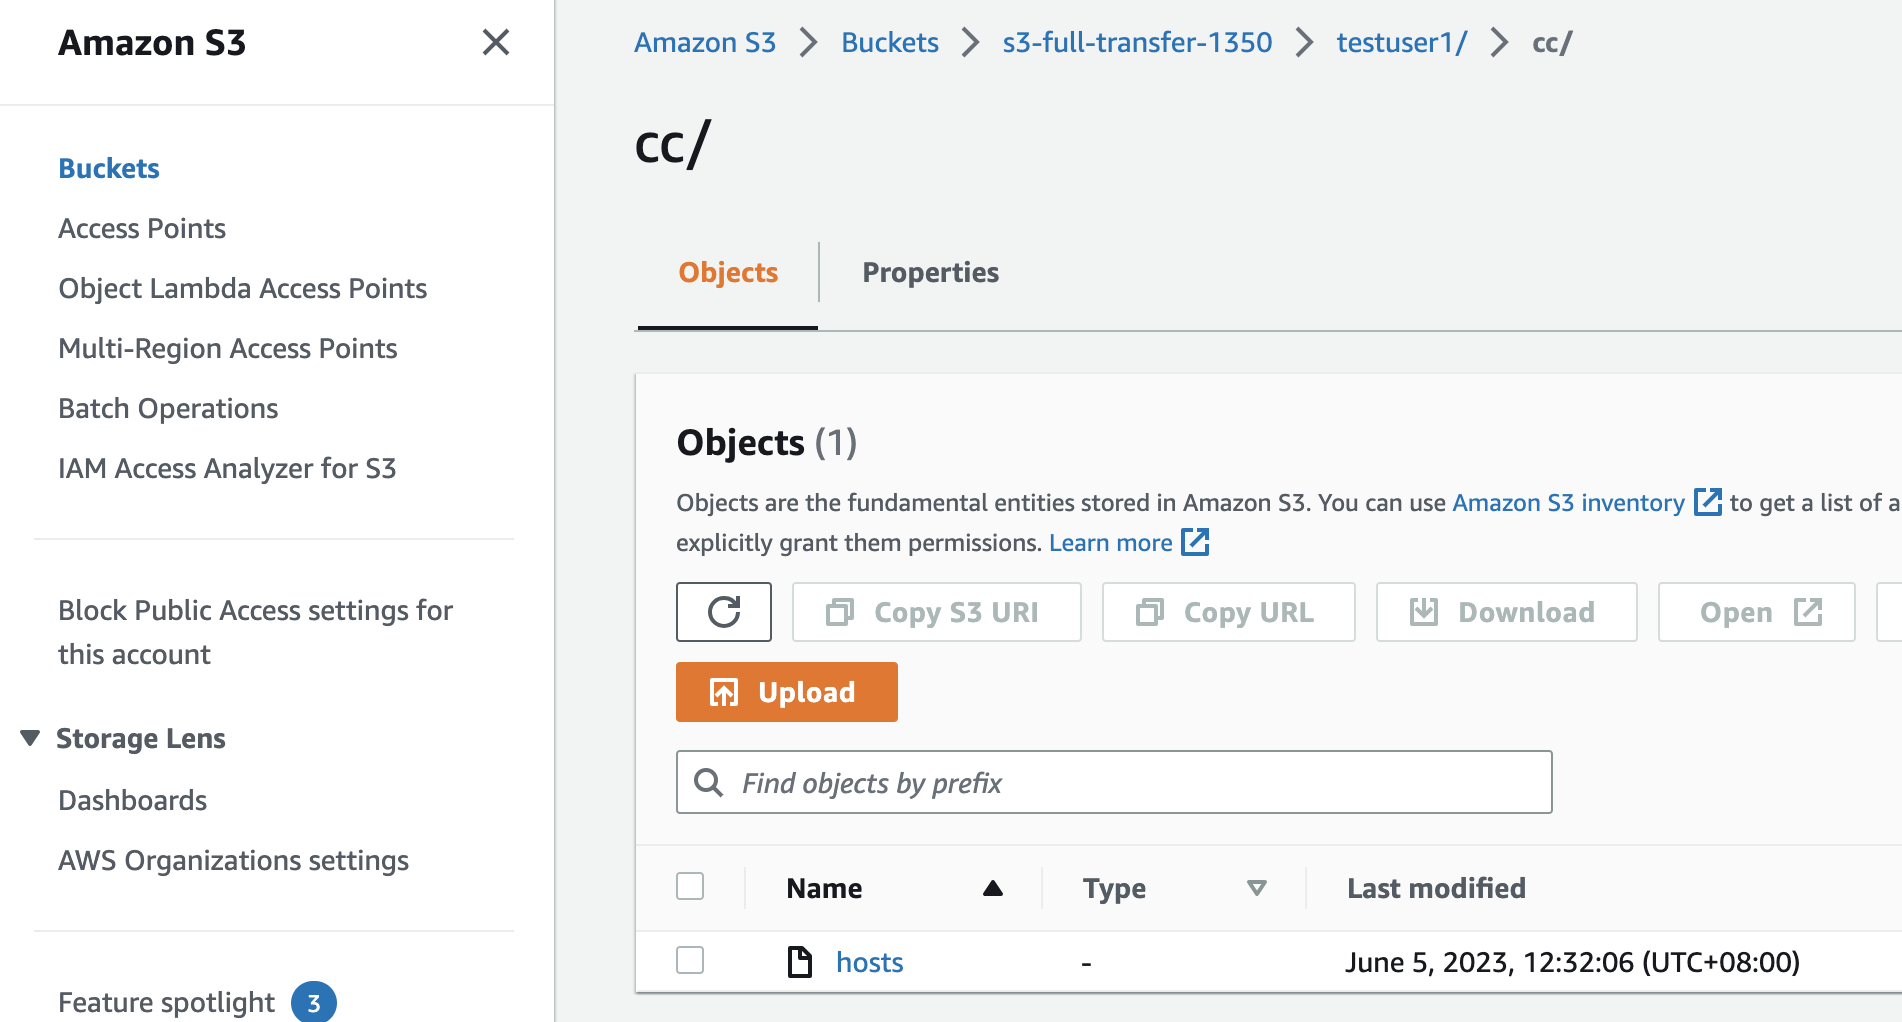 Amazon S3
Buckets
Access Points
Object Lambda Access Points
Multi-Region Access Points
Batch Operations
IAM Access Analyzer for S3
Block Public Access settings for
this account
Storage Lens
Dashboards
AWS Organizations settings
Feature spotlight 3
Amazon S3 Buckets s3-full-transfer-1350 testuser1/ cc/
cc/
Objects Properties
Objects (1)
Objects are the fundamental entities stored in Amazon S3. You can use Amazon S3 inventory to get a list of a
explicitly grant them permissions. Learn more
Copy S3 URI Copy URL Download Open
Upload
Find objects by prefix
Name Type Last modified
hosts - June 5, 2023, 12:32:06 (UTC+08:00)